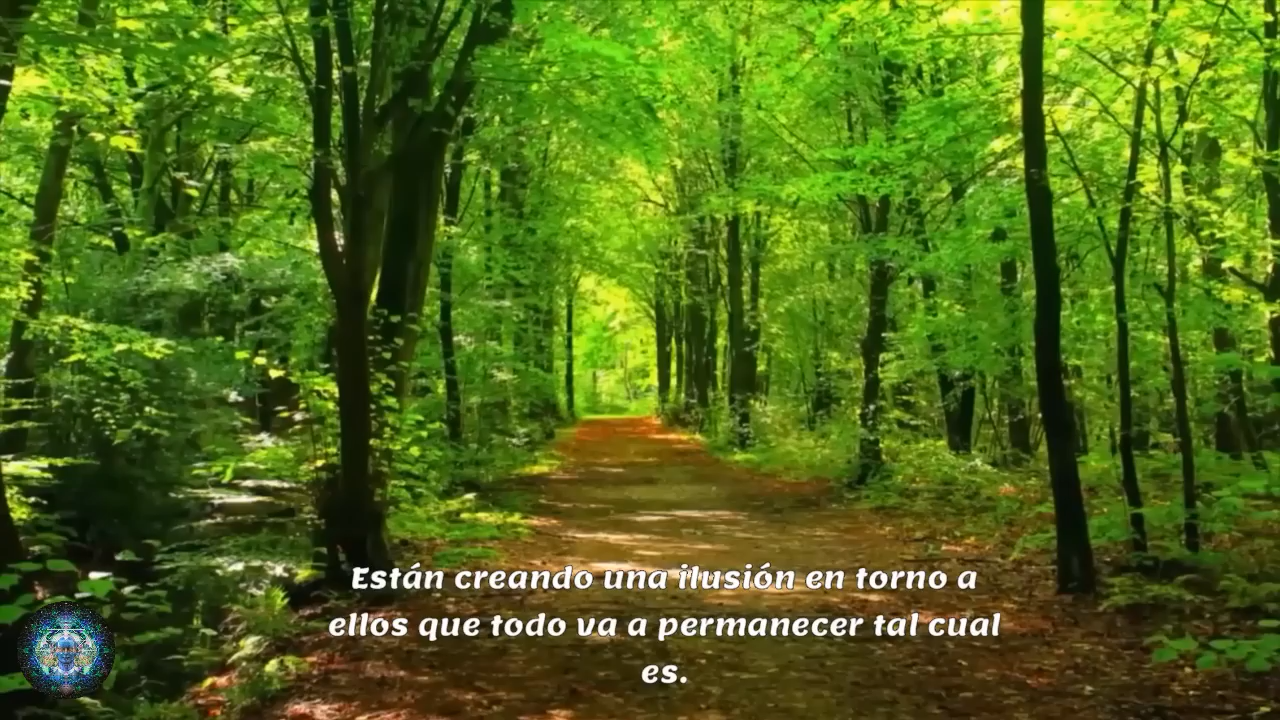 Están creando una ilusión en torno a
ellos que todo va a permanecer tal cual
es.